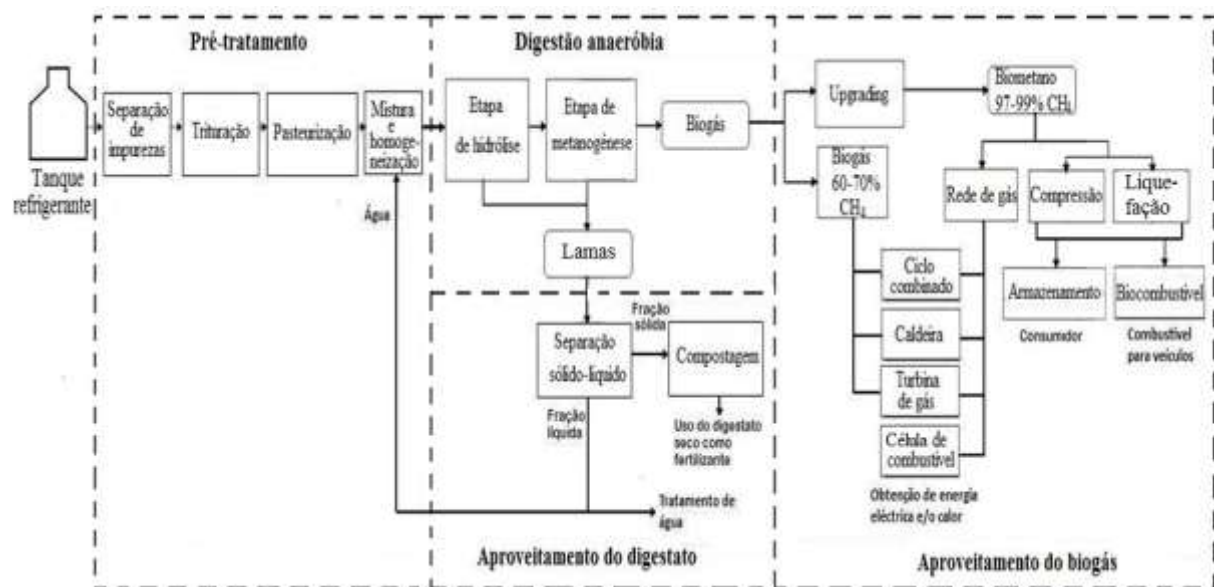 Pré-tratamento
Tanque
refrigerante
Separação
de
impurezas
Trituração
Pasteurização
Mistura
e
homoge-
neização
Água
Digestão anaeróbia
Etapa
de hidrólise
Etapa de
metanogénese
Biogás
Lamas
Separação
sólido-líquido
Fração
sólida
Compostagem
Fração
líquida
Uso do digestato
seco como
fertilizante
Tratamento de
água
Aproveitamento do digestato
Upgrading
Biometano
97-99% CH₄
Biogás
60-70%
CH₄
Rede de gás
Compressão
Lique-
fação
Ciclo
combinado
Caldeira
Turbina
de gás
Célula de
combustível
Obtenção de energia
eléctrica e/o calor
Armazenamento
Consumidor
Biocombustível
Combustível
para veículos
Aproveitamento do biogás